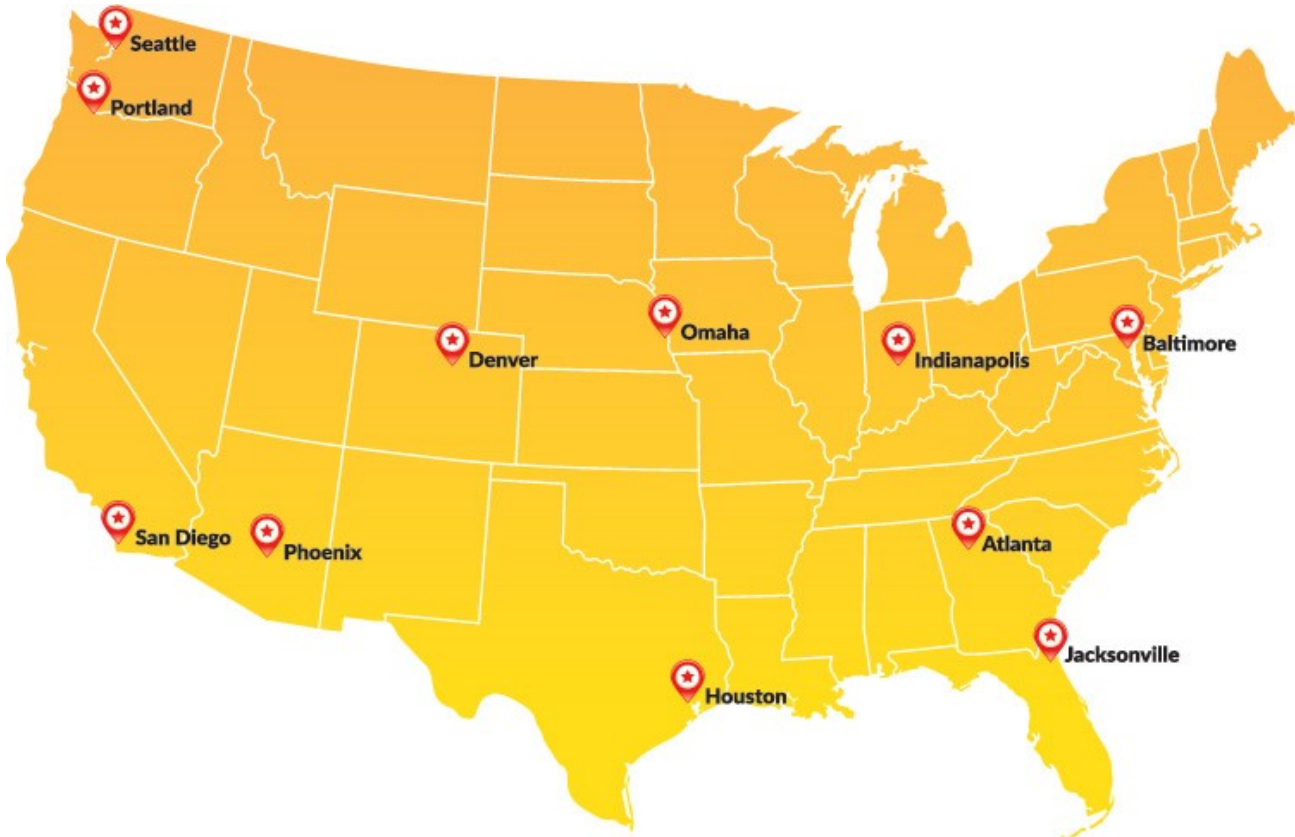 Seattle
Portland
Omaha
Denver
Indianapolis
Baltimore
San Diego
Phoenix
Atlanta
Jacksonville
Houston